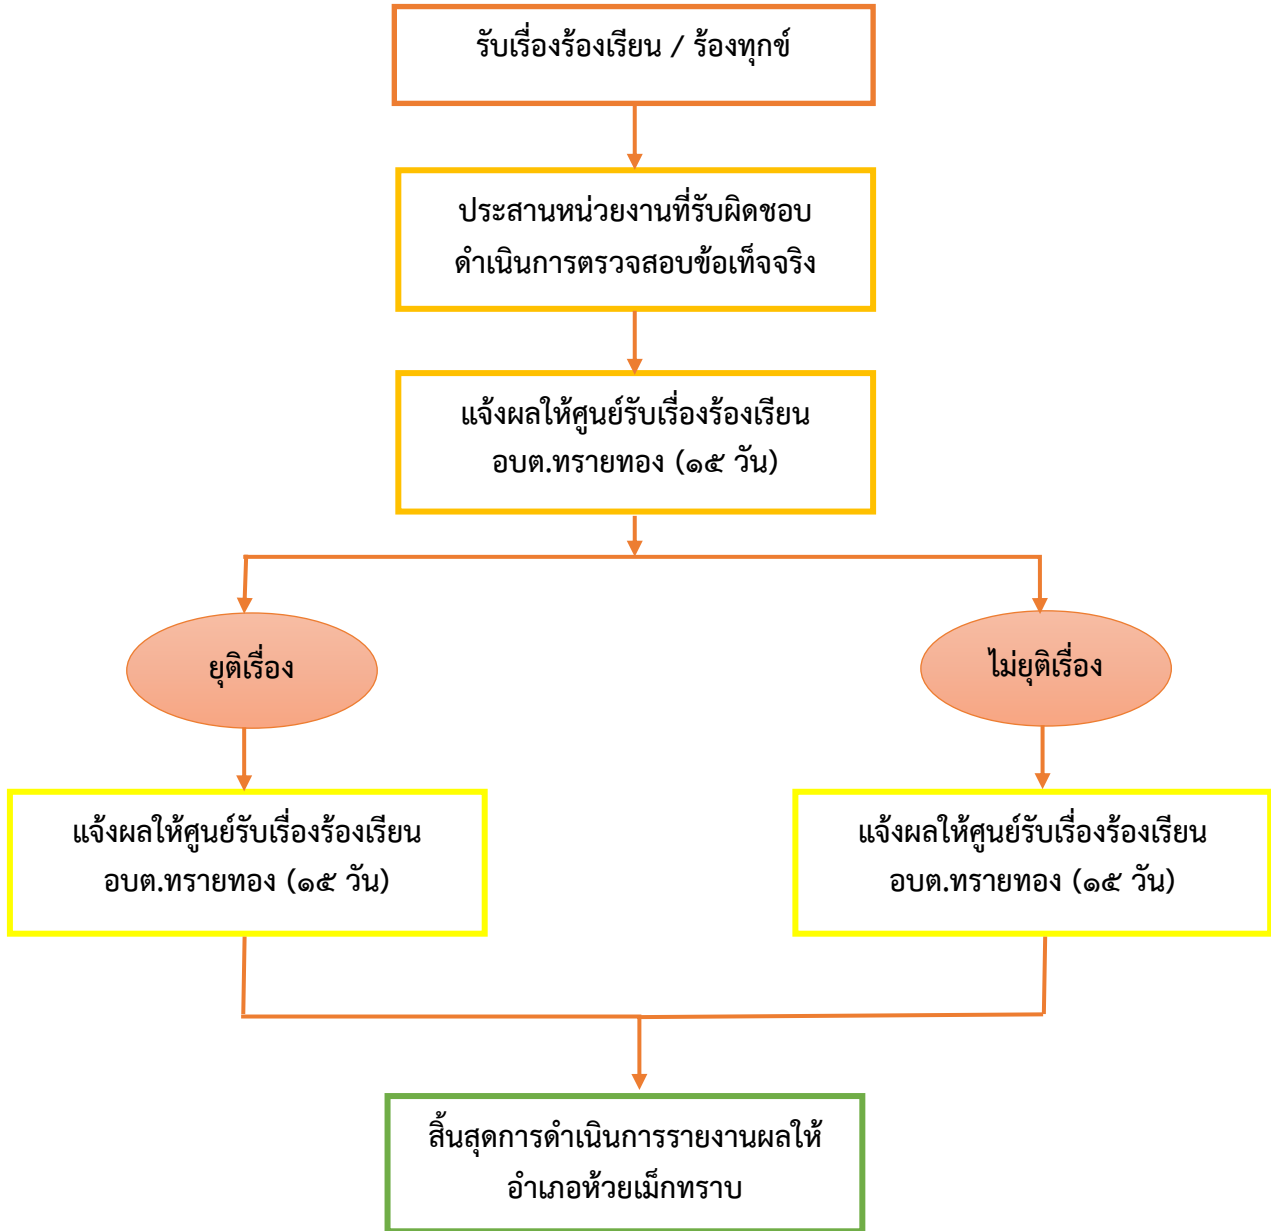 รับเรื่องร้องเรียน / ร้องทุกข์
ประสานหน่วยงานที่รับผิดชอบ
ดำเนินการตรวจสอบข้อเท็จจริง
แจ้งผลให้ศูนย์รับเรื่องร้องเรียน
อบต.ทรายทอง (๑๕ วัน)
ยุติเรื่อง
ไม่ยุติเรื่อง
แจ้งผลให้ศูนย์รับเรื่องร้องเรียน
อบต.ทรายทอง (๑๕ วัน)
แจ้งผลให้ศูนย์รับเรื่องร้องเรียน
อบต.ทรายทอง (๑๕ วัน)
สิ้นสุดการดำเนินการรายงานผลให้
อำเภอห้วยเม็กทราบ